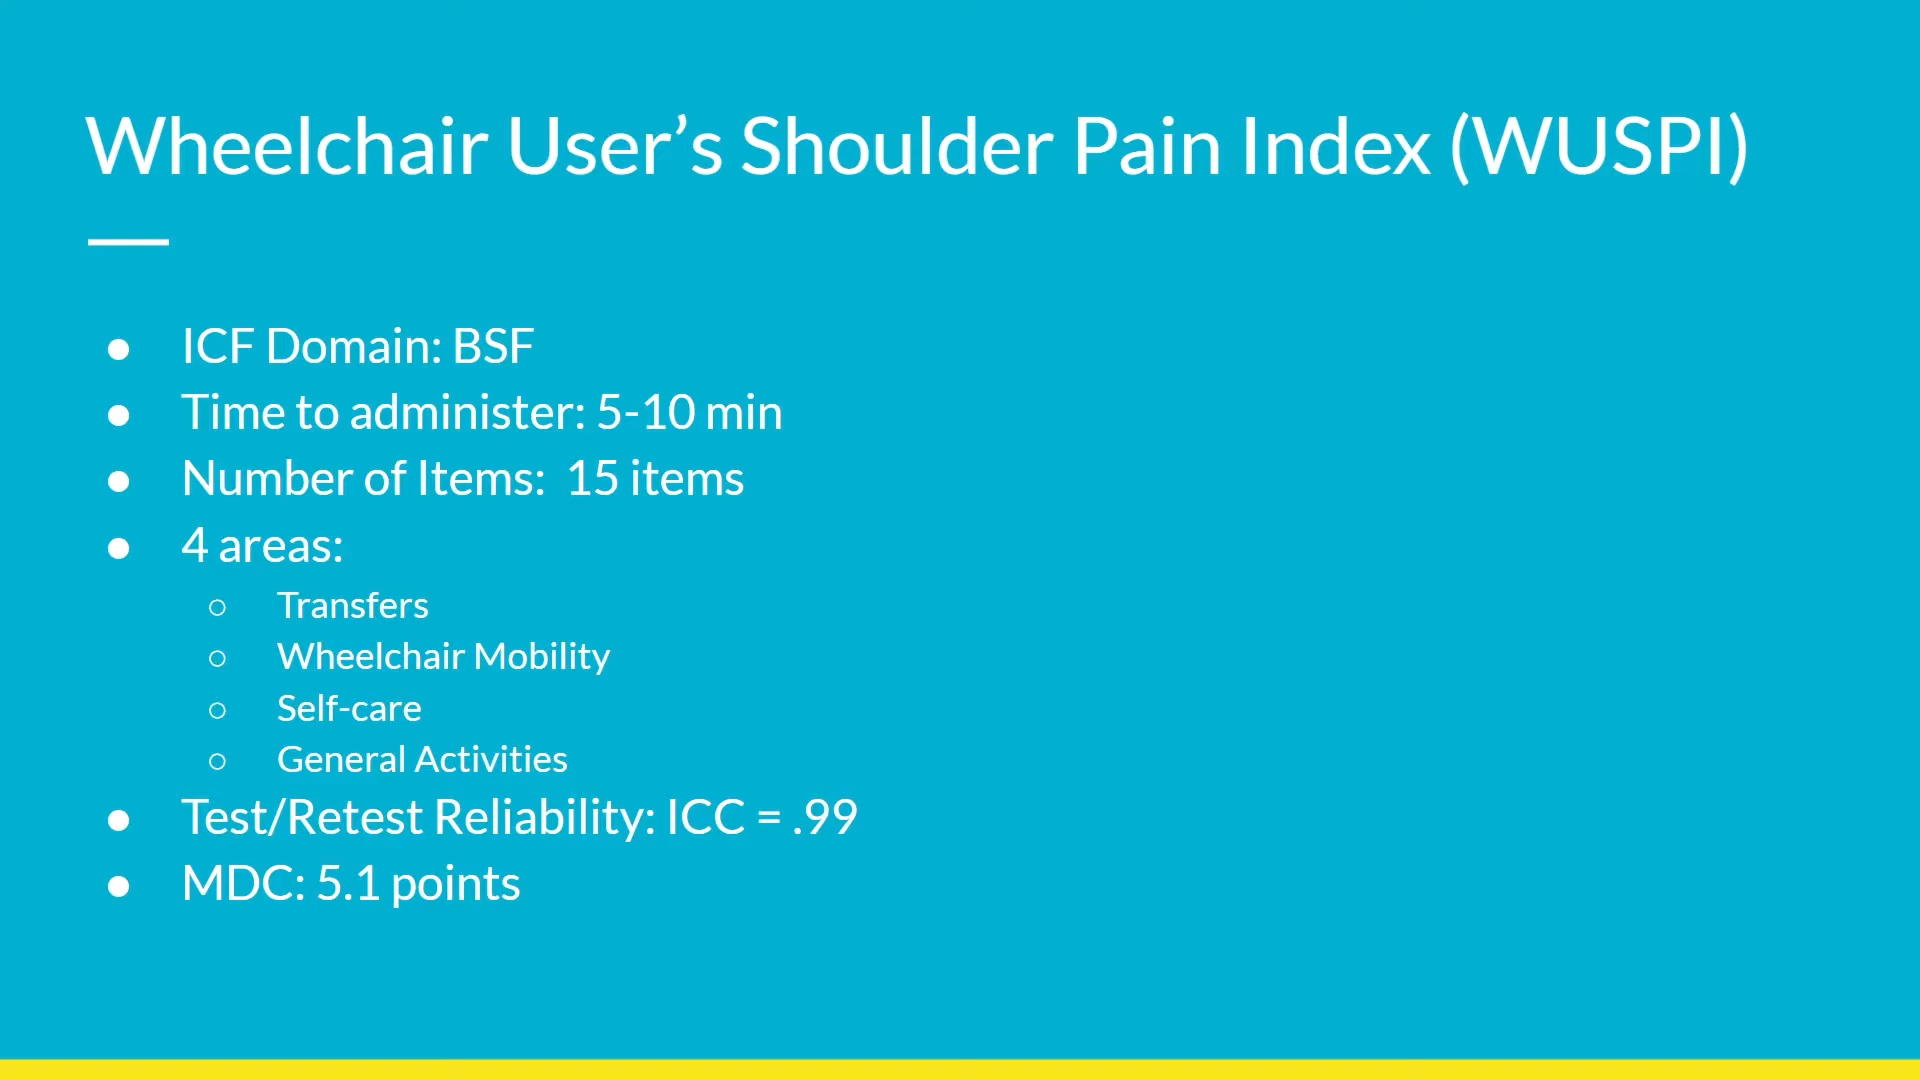 Wheelchair User’s Shoulder Pain Index (WUSPI)
● ICF Domain: BSF
● Time to administer: 5-10 min
● Number of Items:  15 items
● 4 areas:
○ Transfers
○ Wheelchair Mobility
○ Self-care
○ General Activities
● Test/Retest Reliability: ICC = .99
● MDC: 5.1 points